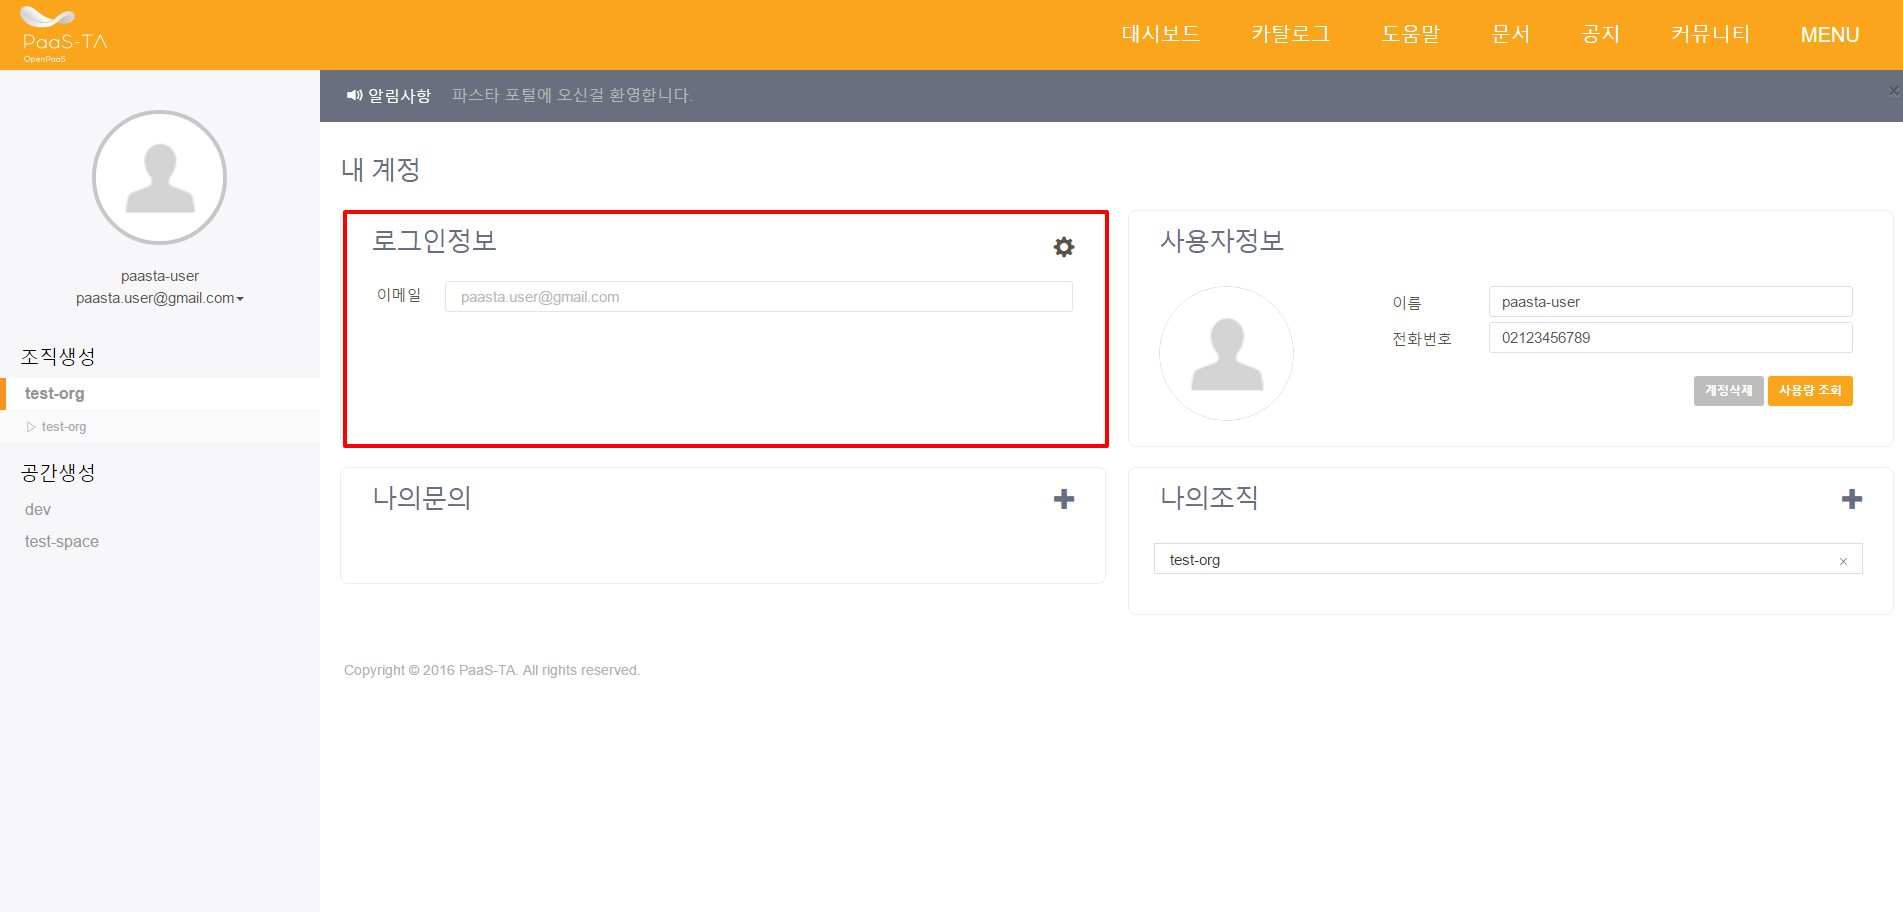 PaaS-TA
OpenPaaS
대시보드 카탈로그 도움말 문서 공지 커뮤니티 MENU
알림사항 파스타 포털에 오신걸 환영합니다.
paasta-user
paasta.user@gmail.com
조직생성
test-org
test-org
공간생성
dev
test-space
내 계정
로그인정보
이메일 paasta.user@gmail.com
사용자정보
이름 paasta-user
전화번호 02123456789
계정삭제 사용량 조회
나의문의
나의조직
test-org
Copyright © 2016 PaaS-TA. All rights reserved.